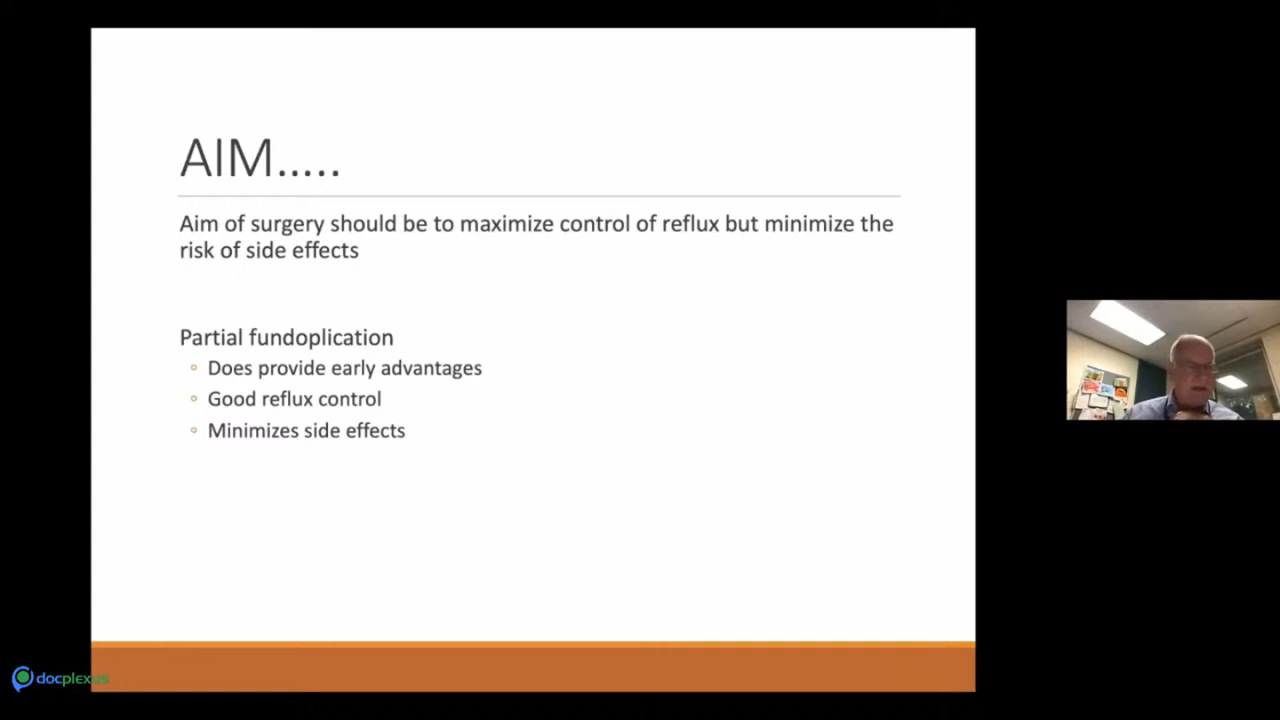 AIM.....
Aim of surgery should be to maximize control of reflux but minimize the
risk of side effects
Partial fundoplication
◦ Does provide early advantages
◦ Good reflux control
◦ Minimizes side effects
docplexus